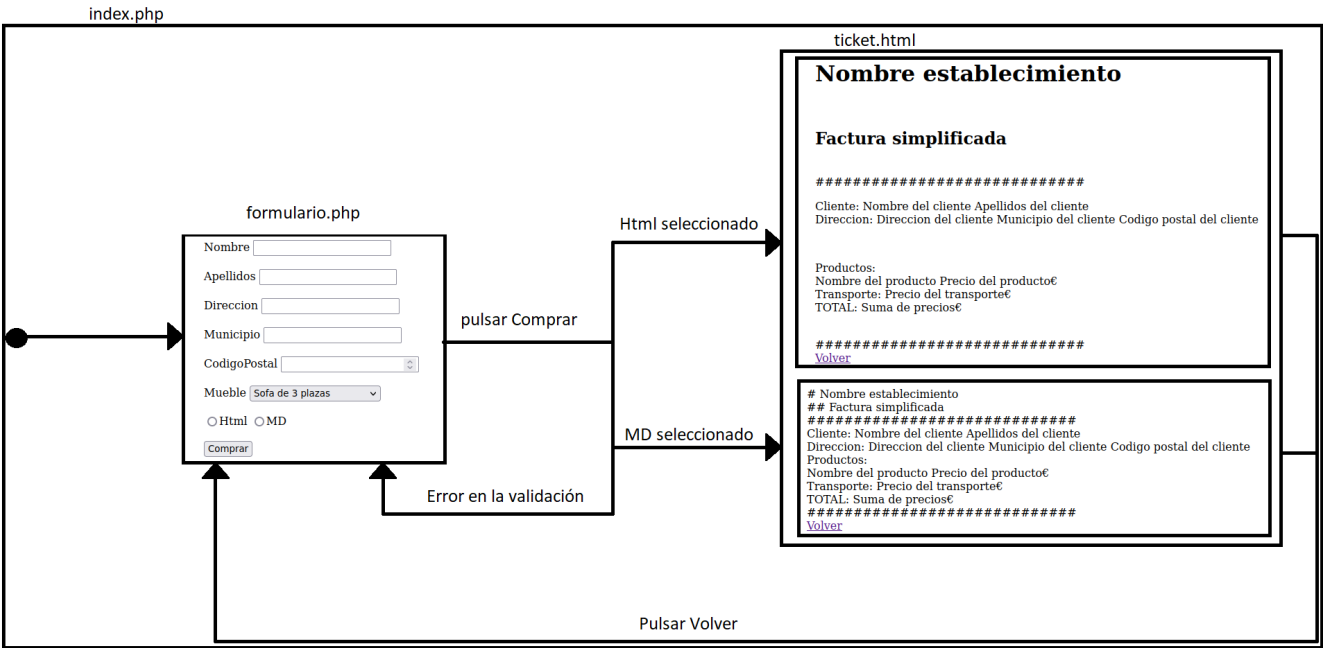 index.php
formulario.php
Nombre
Apellidos
Direccion
Municipio
CodigoPostal
Mueble Sofa de 3 plazas
Html MD
Comprar
pulsar Comprar
Html seleccionado
MD seleccionado
Error en la validación
ticket.html
Nombre establecimiento
Factura simplificada
#############################
Cliente: Nombre del cliente Apellidos del cliente
Direccion: Direccion del cliente Municipio del cliente Codigo postal del cliente
Productos:
Nombre del producto Precio del producto€
Transporte: Precio del transporte€
TOTAL: Suma de precios€
#############################
Volver
# Nombre establecimiento
## Factura simplificada
#############################
Cliente: Nombre del cliente Apellidos del cliente
Direccion: Direccion del cliente Municipio del cliente Codigo postal del cliente
Productos:
Nombre del producto Precio del producto€
Transporte: Precio del transporte€
TOTAL: Suma de precios€
#############################
Volver
Pulsar Volver